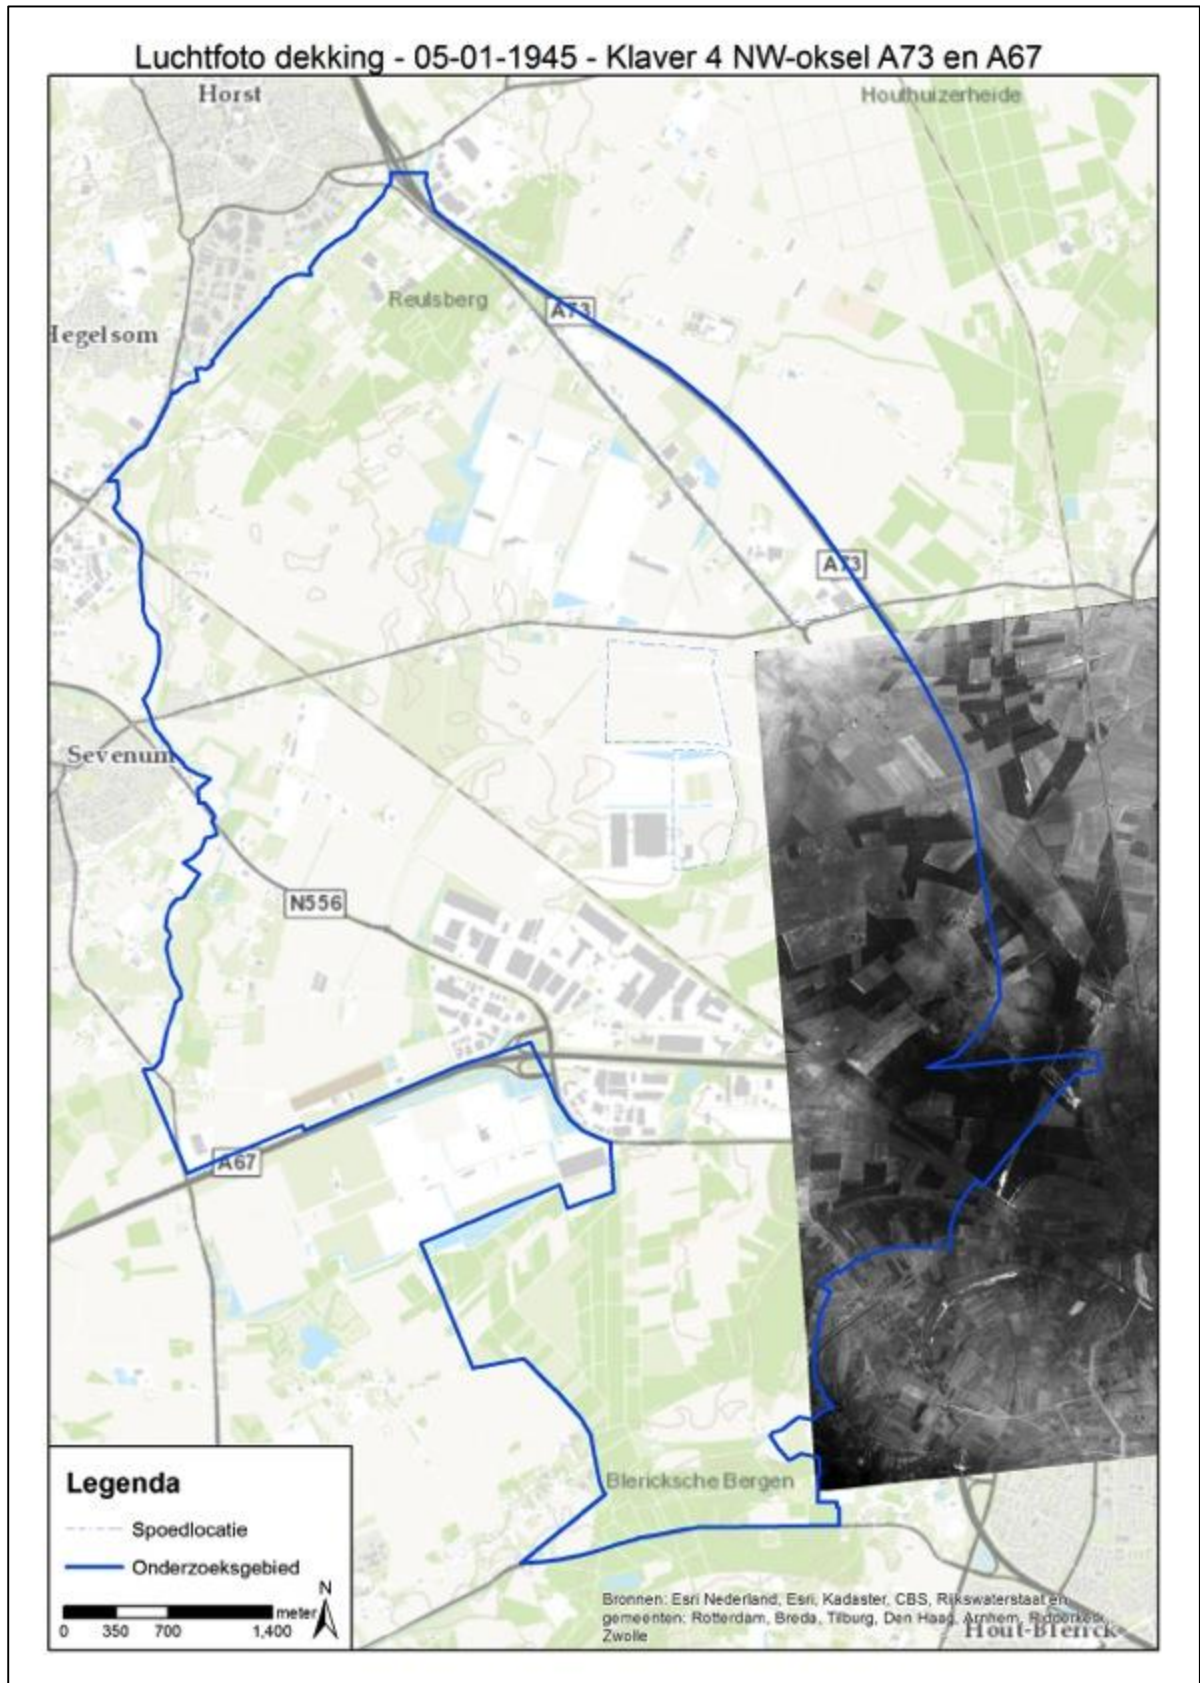 Luchtfoto dekking - 05-01-1945 - Klaver 4 NW-oksel A73 en A67
Horst
Houthuizerheide
Reulsberg
A73
Hegelsom
A73
Sevenum
N556
A67
Blericksche Bergen
Legenda
Spoedlocatie
Onderzoeksgebied
N
meter
0 350 700 1,400
Bronnen: Esri Nederland, Esri, Kadaster, CBS, Rijkswaterstaat en
gemeenten: Rotterdam, Breda, Tilburg, Den Haag, Arnhem, Ridderkerk,
Zwolle
Hout-Blerick